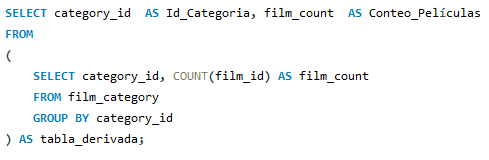 SELECT category_id  AS Id_Categoria, film_count  AS Conteo_Películas
FROM
(
    SELECT category_id, COUNT(film_id) AS film_count
    FROM film_category
    GROUP BY category_id
) AS tabla_derivada;